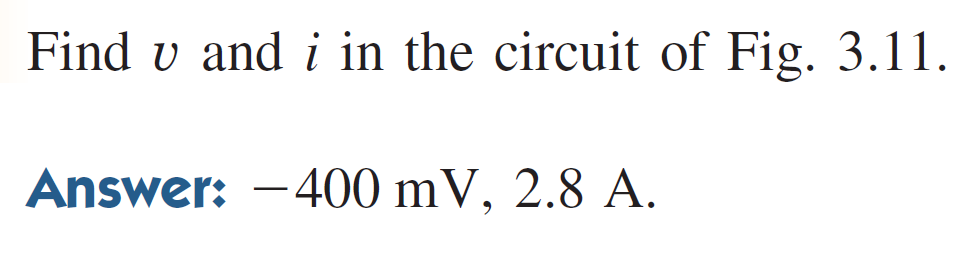 Find v and i in the circuit of Fig. 3.11.
Answer: −400 mV, 2.8 A.